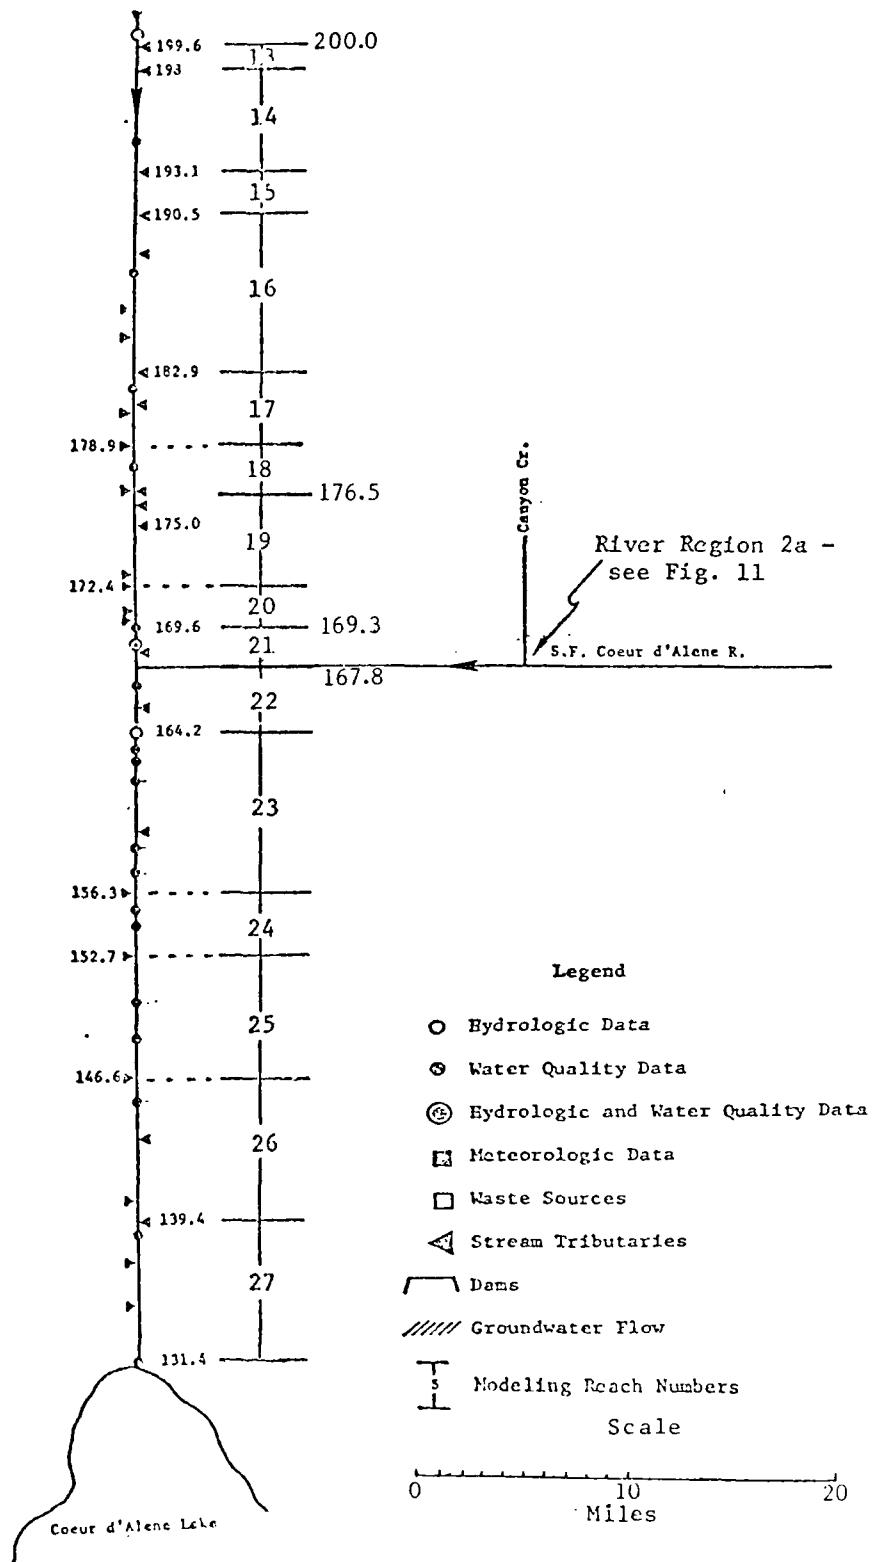 199.6
200.0
13
193
14
193.1
15
190.5
16
182.9
17
178.9
18
176.5
175.0
19
172.4
20
169.6
169.3
21
167.8
22
164.2
23
156.3
24
152.7
25
146.6
26
139.4
27
131.4
Canyon Cr.
River Region 2a -
see Fig. 11
S.F. Coeur d'Alene R.
Legend
Hydrologic Data
Water Quality Data
Hydrologic and Water Quality Data
Meteorologic Data
Waste Sources
Stream Tributaries
Dams
Groundwater Flow
Modeling Reach Numbers
Scale
0 10 20
Miles
Coeur d'Alene Lake